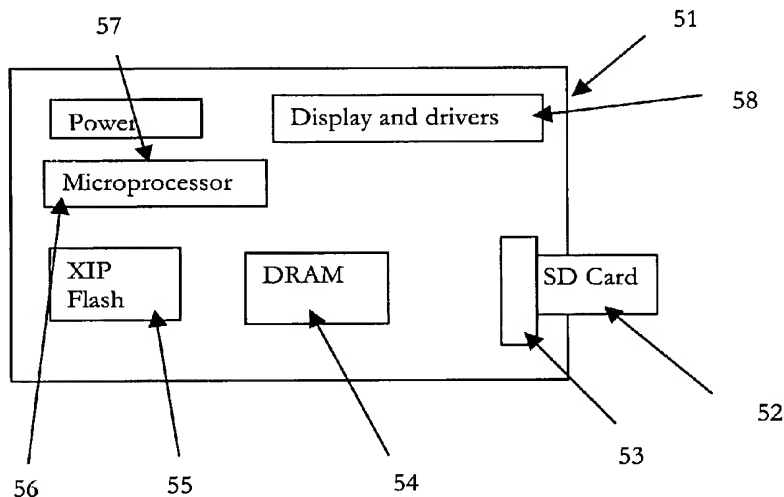 57
51
Power
Display and drivers
58
Microprocessor
XIP
Flash
DRAM
SD Card
52
53
56
55
54